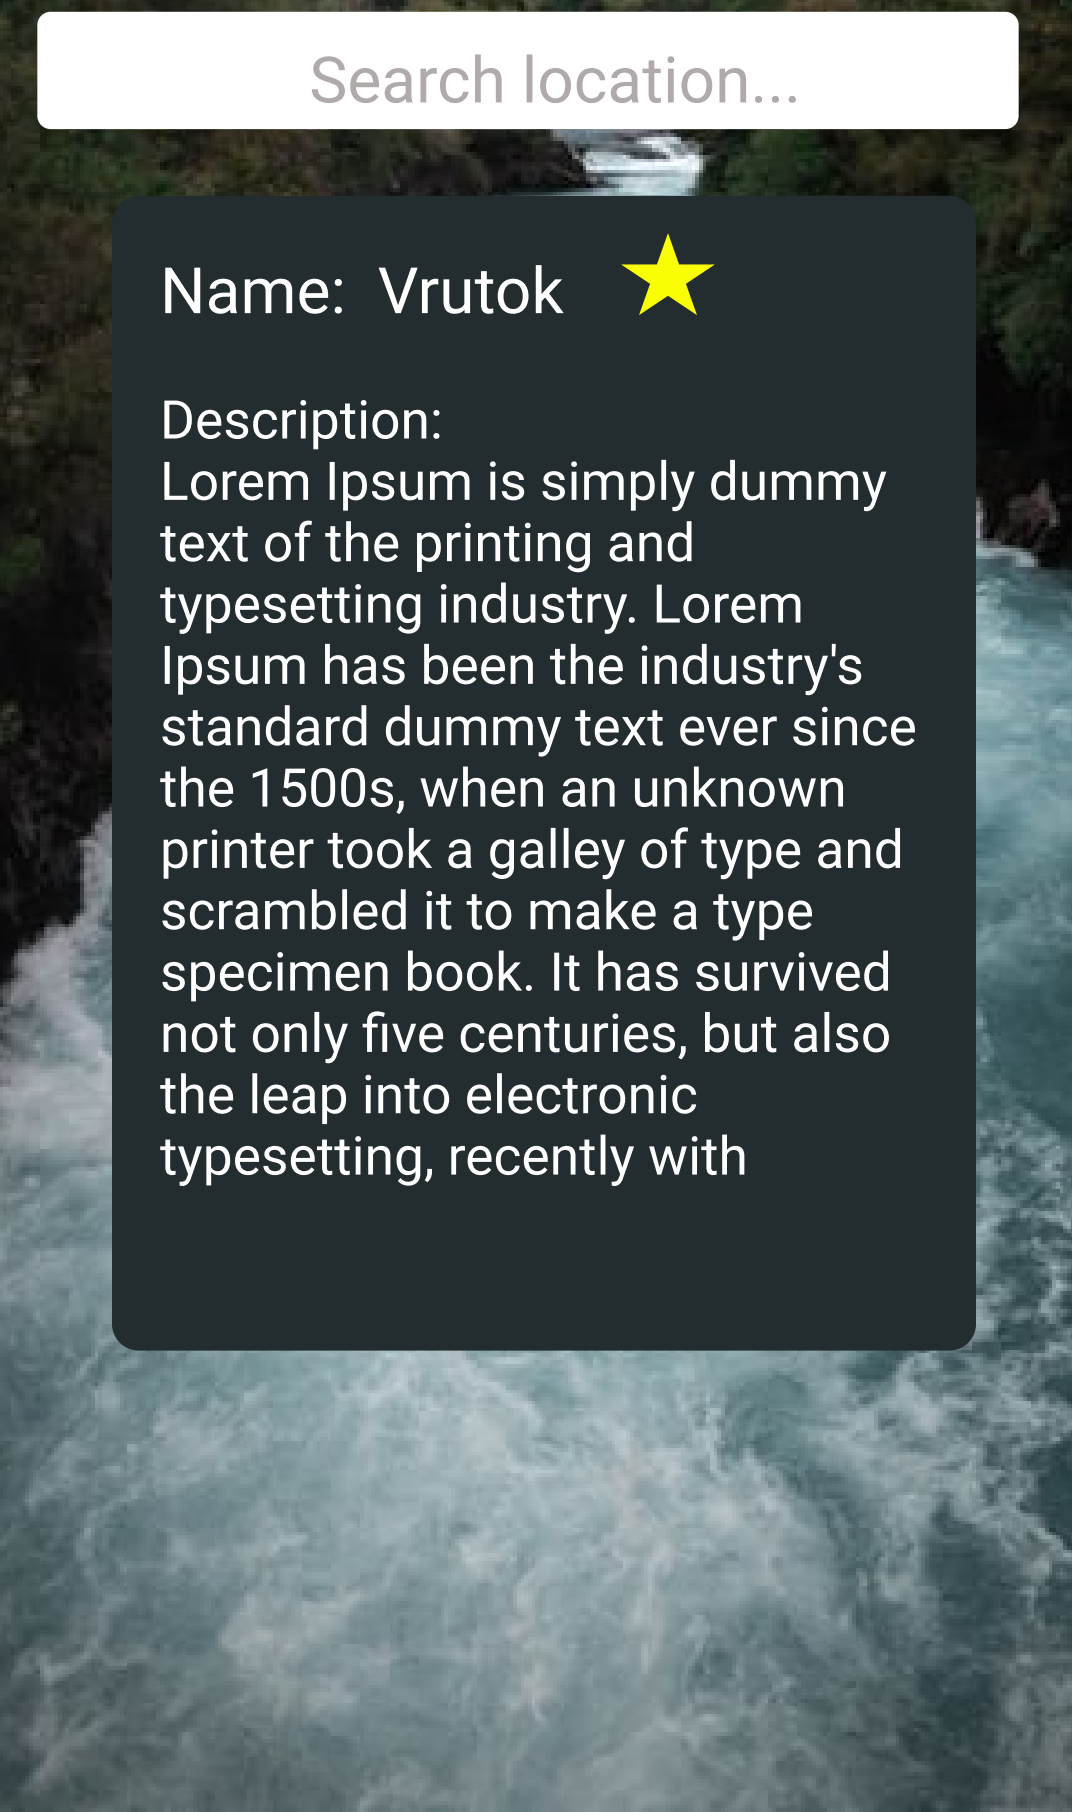 Search location...
Name: Vrutok
Description:
Lorem Ipsum is simply dummy
text of the printing and
typesetting industry. Lorem
Ipsum has been the industry's
standard dummy text ever since
the 1500s, when an unknown
printer took a galley of type and
scrambled it to make a type
specimen book. It has survived
not only five centuries, but also
the leap into electronic
typesetting, recently with